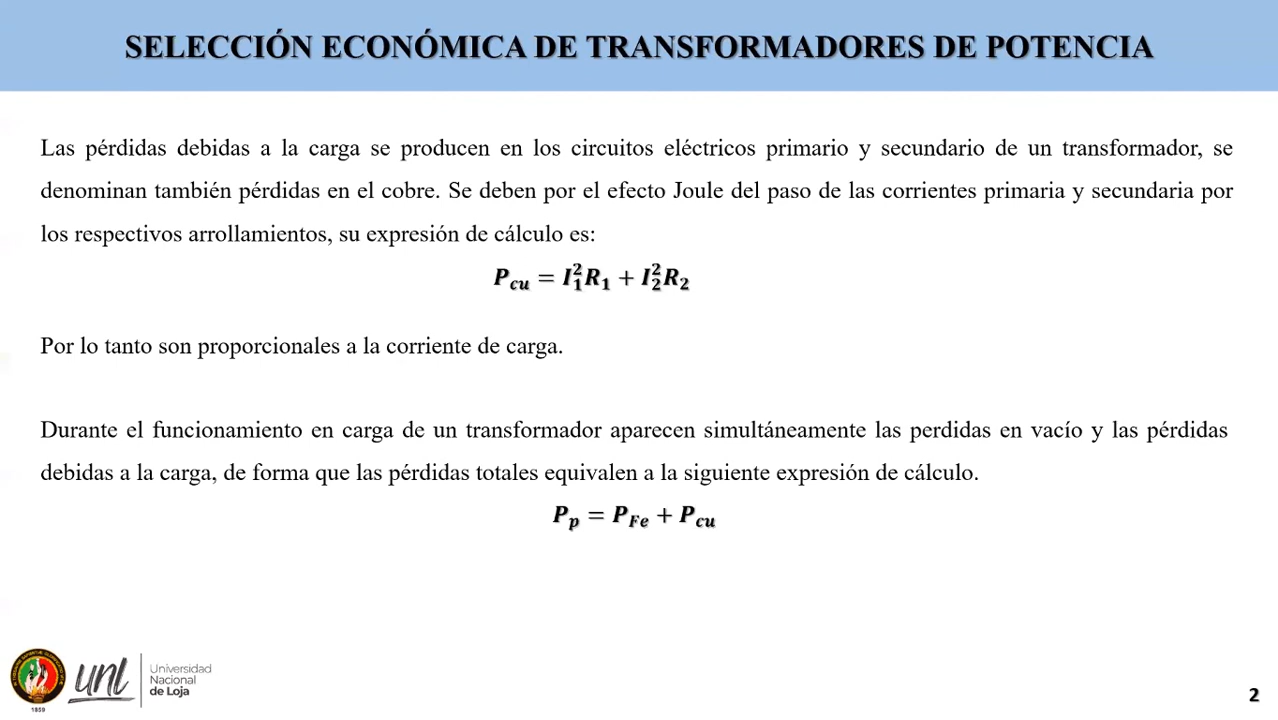 SELECCIÓN ECONÓMICA DE TRANSFORMADORES DE POTENCIA
Las pérdidas debidas a la carga se producen en los circuitos eléctricos primario y secundario de un transformador, se
denominan también pérdidas en el cobre. Se deben por el efecto Joule del paso de las corrientes primaria y secundaria por
los respectivos arrollamientos, su expresión de cálculo es:
P_cu = I_1^2 R_1 + I_2^2 R_2
Por lo tanto son proporcionales a la corriente de carga.
Durante el funcionamiento en carga de un transformador aparecen simultáneamente las perdidas en vacío y las pérdidas
debidas a la carga, de forma que las pérdidas totales equivalen a la siguiente expresión de cálculo.
P_p = P_Fe + P_cu
1859
unl
Universidad
Nacional
de Loja
2